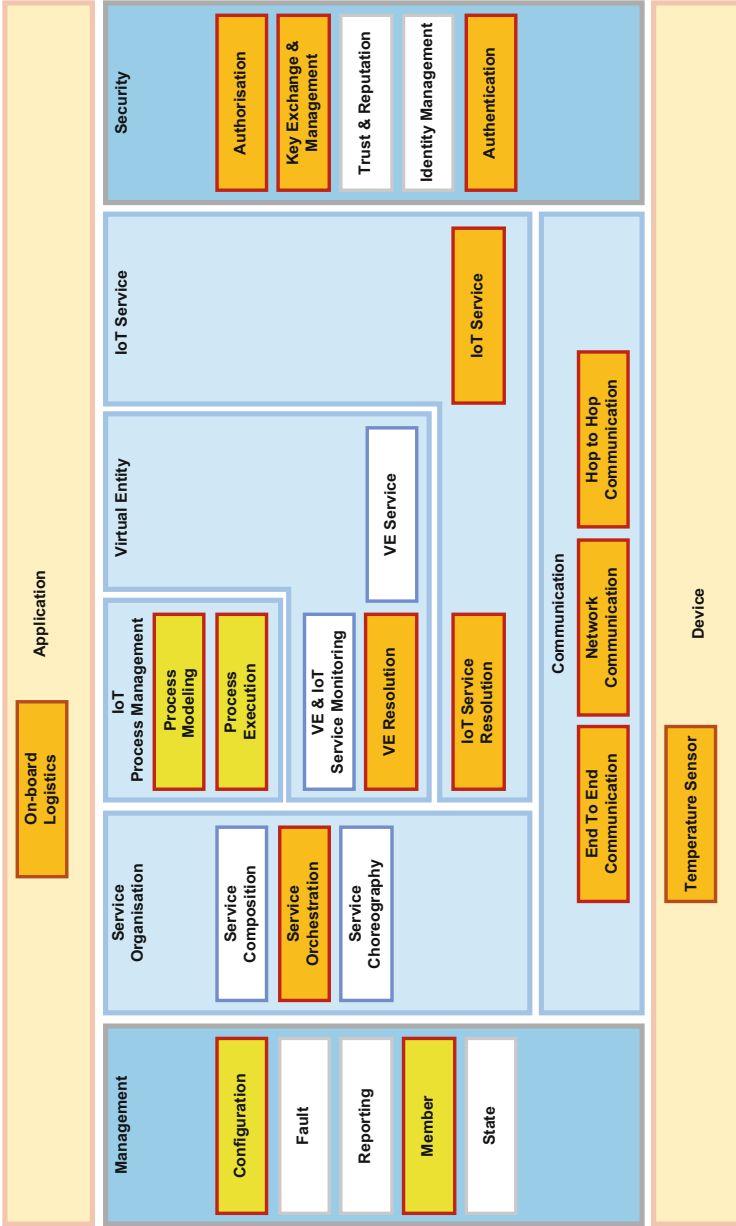 Application
On-board
Logistics
Management
Configuration
Fault
Reporting
Member
State
Service
Organisation
Service
Composition
Service
Orchestration
Service
Choreography
IoT
Process Management
Process
Modeling
Process
Execution
Virtual Entity
VE & IoT
Service Monitoring
VE Resolution
VE Service
IoT Service
IoT Service
Resolution
IoT Service
Communication
End To End
Communication
Network
Communication
Hop to Hop
Communication
Security
Authorisation
Key Exchange &
Management
Trust & Reputation
Identity Management
Authentication
Device
Temperature Sensor